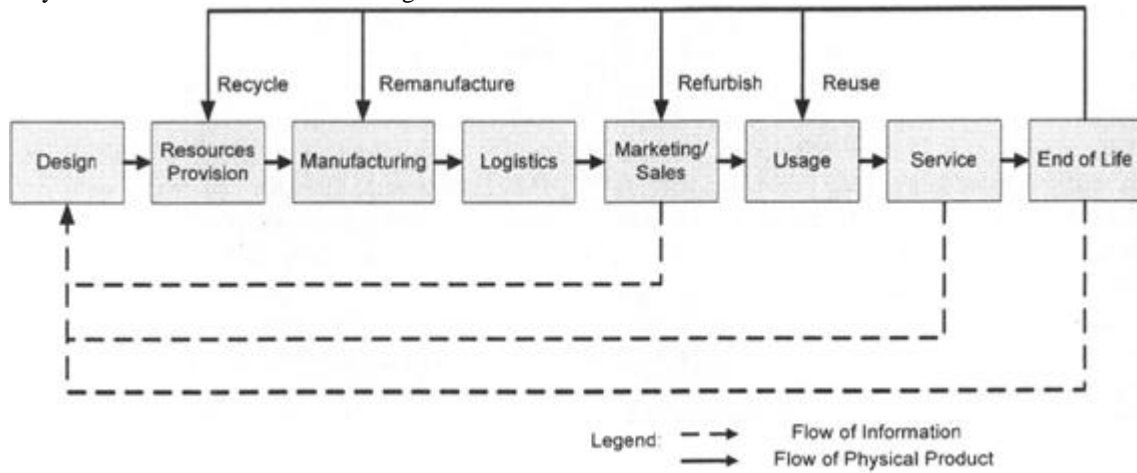 Recycle
Remanufacture
Refurbish
Reuse
Design
Resources
Provision
Manufacturing
Logistics
Marketing/
Sales
Usage
Service
End of Life
Legend:
Flow of Information
Flow of Physical Product